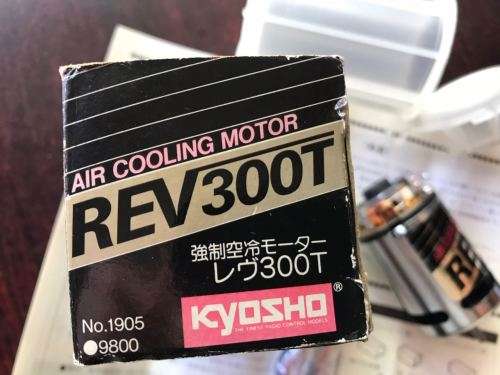 AIR COOLING MOTOR
REV300T
強制空冷モーター
レヴ300T
KYOSHO®
THE FINEST RADIO CONTROL MODELS
No.1905
●9800
RE